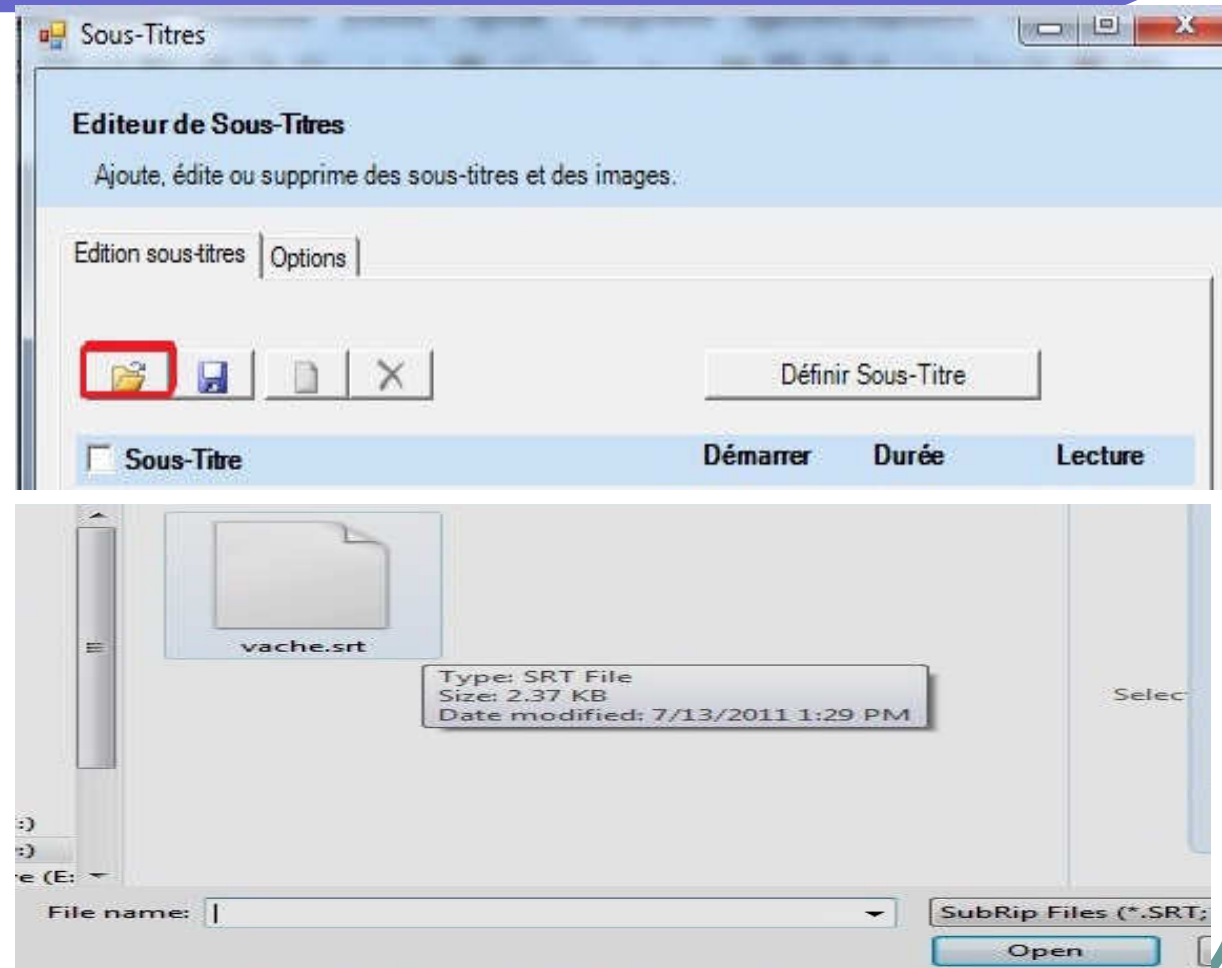 Sous-Titres
Editeur de Sous-Titres
Ajoute, édite ou supprime des sous-titres et des images.
Edition sous-titres Options
Définir Sous-Titre
Sous-Titre Démarrer Durée Lecture
vache.srt
Type: SRT File
Size: 2.37 KB
Date modified: 7/13/2011 1:29 PM
Selec
:)
:)
e (E:
File name: SubRip Files (*.SRT;
Open